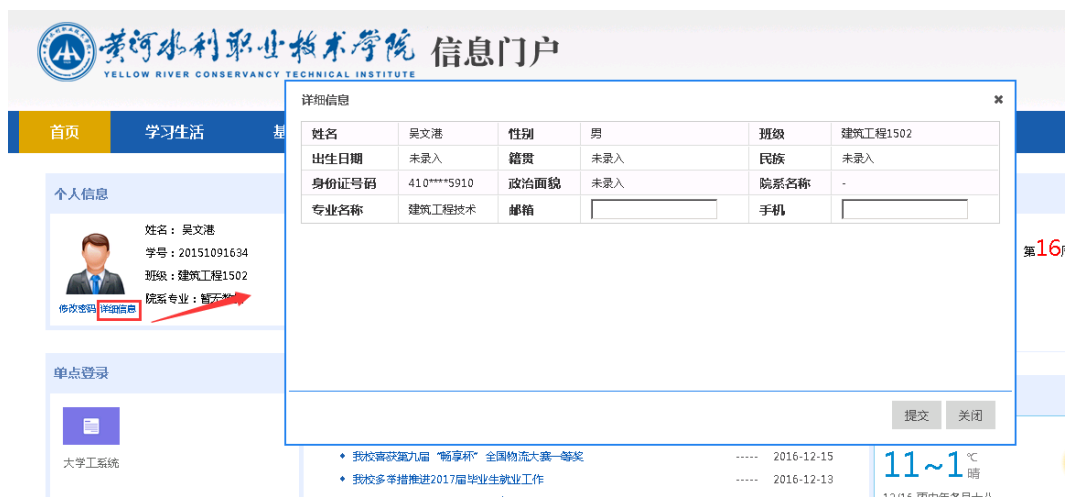 黄河水利职业技术学院 信息门户
YELLOW RIVER CONSERVANCY TECHNICAL INSTITUTE
首页 学习生活
个人信息
姓名：吴文港
学号：20151091634
班级：建筑工程1502
院系专业：
修改密码 详细信息
单点登录
大学工系统
详细信息 ×
姓名 吴文港 性别 男 班级 建筑工程1502
出生日期 未录入 籍贯 未录入 民族 未录入
身份证号码 410****5910 政治面貌 未录入 院系名称 -
专业名称 建筑工程技术 邮箱 手机
提交 关闭
第16
我校喜获第九届“畅享杯”全国物流大赛一等奖 ----- 2016-12-15
我校多举措推进2017届毕业生就业工作 ----- 2016-12-13
11~1℃
晴